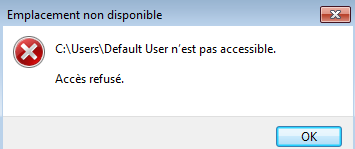 Emplacement non disponible
C:\Users\Default User n’est pas accessible.
Accès refusé.
OK